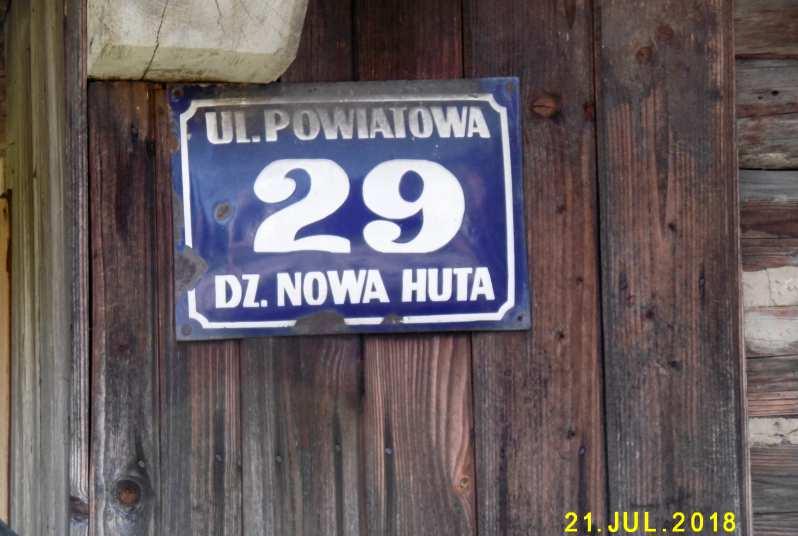 UL.POWIATOWA
29
DZ. NOWA HUTA
21.JUL.2018